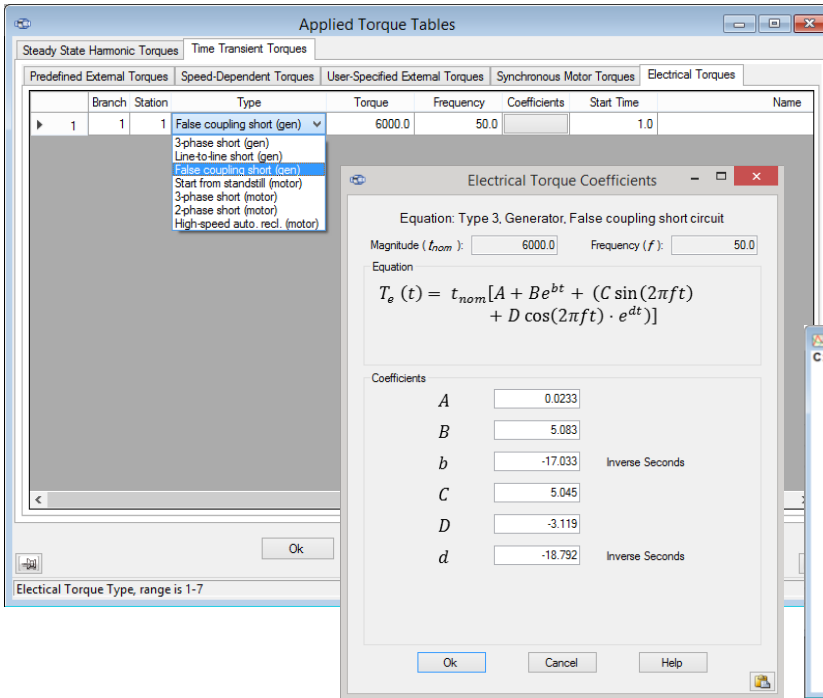 Applied Torque Tables
Steady State Harmonic Torques Time Transient Torques
Predefined External Torques Speed-Dependent Torques User-Specified External Torques Synchronous Motor Torques Electrical Torques
Branch Station Type Torque Frequency Coefficients Start Time Name
1 1 1 False coupling short (gen) 6000.0 50.0 1.0
3-phase short (gen)
Line-to-line short (gen)
False coupling short (gen)
Start from standstill (motor)
3-phase short (motor)
2-phase short (motor)
High-speed auto. recl. (motor)
Ok
Electical Torque Type, range is 1-7
Electrical Torque Coefficients
Equation: Type 3, Generator, False coupling short circuit
Magnitude ( t_nom ): 6000.0 Frequency ( f ): 50.0
Equation
T_e (t) = t_nom[A + Be^bt + (C sin(2πft)
+ D cos(2πft) · e^dt)]
Coefficients
A 0.0233
B 5.083
b -17.033 Inverse Seconds
C 5.045
D -3.119
d -18.792 Inverse Seconds
Ok Cancel Help
C